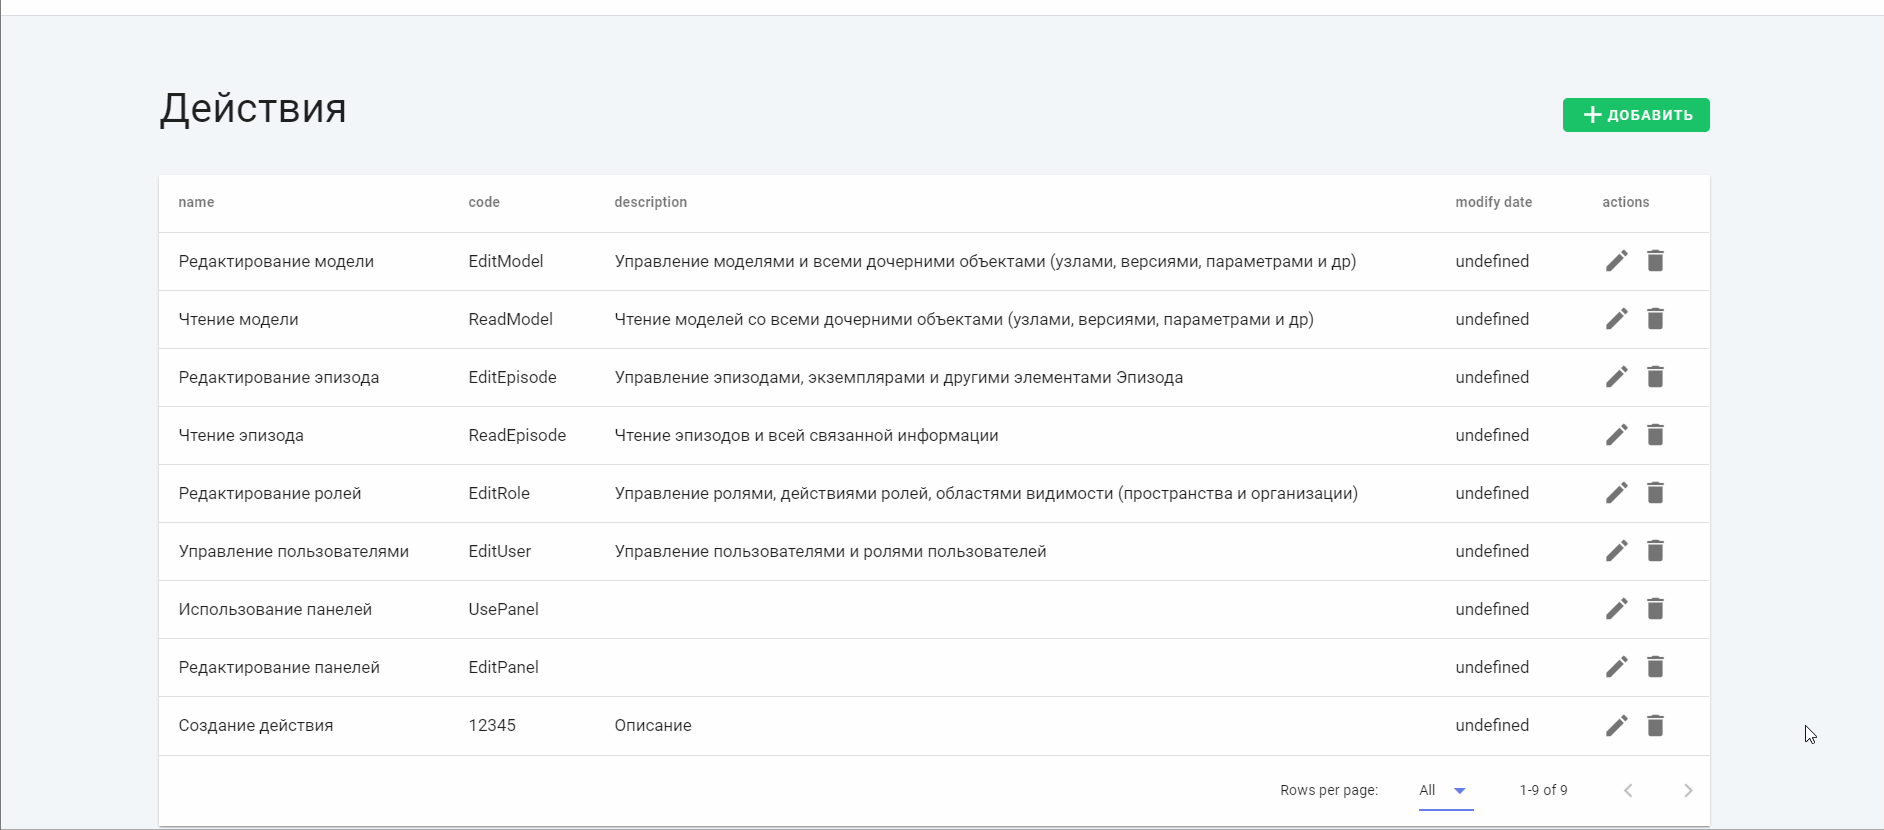 Действия
ДОБАВИТЬ
name code description modify date actions
Редактирование модели EditModel Управление моделями и всеми дочерними объектами (узлами, версиями, параметрами и др) undefined
Чтение модели ReadModel Чтение моделей со всеми дочерними объектами (узлами, версиями, параметрами и др) undefined
Редактирование эпизода EditEpisode Управление эпизодами, экземплярами и другими элементами Эпизода undefined
Чтение эпизода ReadEpisode Чтение эпизодов и всей связанной информации undefined
Редактирование ролей EditRole Управление ролями, действиями ролей, областями видимости (пространства и организации) undefined
Управление пользователями EditUser Управление пользователями и ролями пользователей undefined
Использование панелей UsePanel undefined
Редактирование панелей EditPanel undefined
Создание действия 12345 Описание undefined
Rows per page: All 1-9 of 9